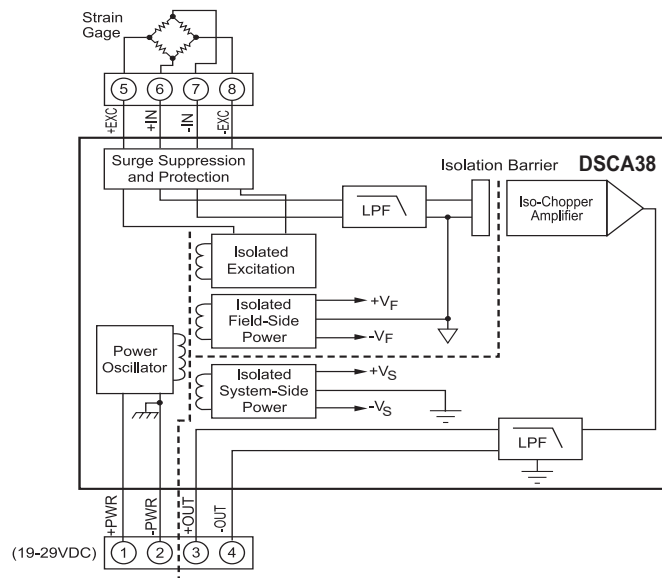 Strain
Gage
5 6 7 8
+EXC +IN -IN -EXC
Surge Suppression
and Protection
Isolation Barrier DSCA38
LPF
Iso-Chopper
Amplifier
Isolated
Excitation
Isolated
Field-Side
Power
+VF
-VF
Power
Oscillator
Isolated
System-Side
Power
+VS
-VS
LPF
+PWR -PWR +OUT -OUT
(19-29VDC) 1 2 3 4